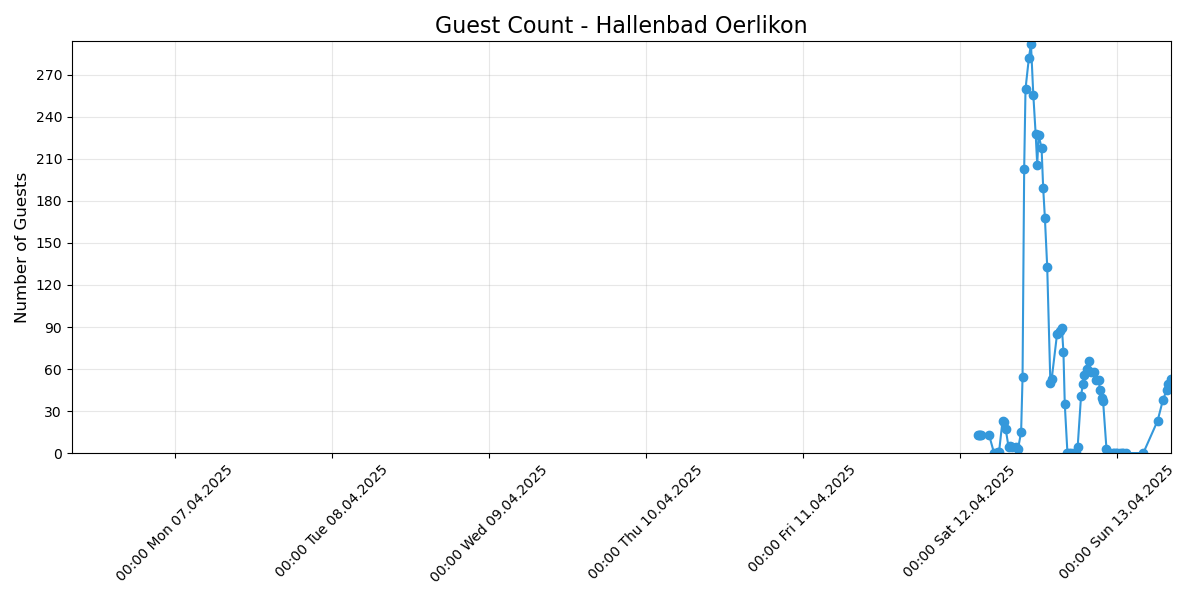 Guest Count - Hallenbad Oerlikon
Number of Guests
270
240
210
180
150
120
90
60
30
0
00:00 Mon 07.04.2025
00:00 Tue 08.04.2025
00:00 Wed 09.04.2025
00:00 Thu 10.04.2025
00:00 Fri 11.04.2025
00:00 Sat 12.04.2025
00:00 Sun 13.04.2025